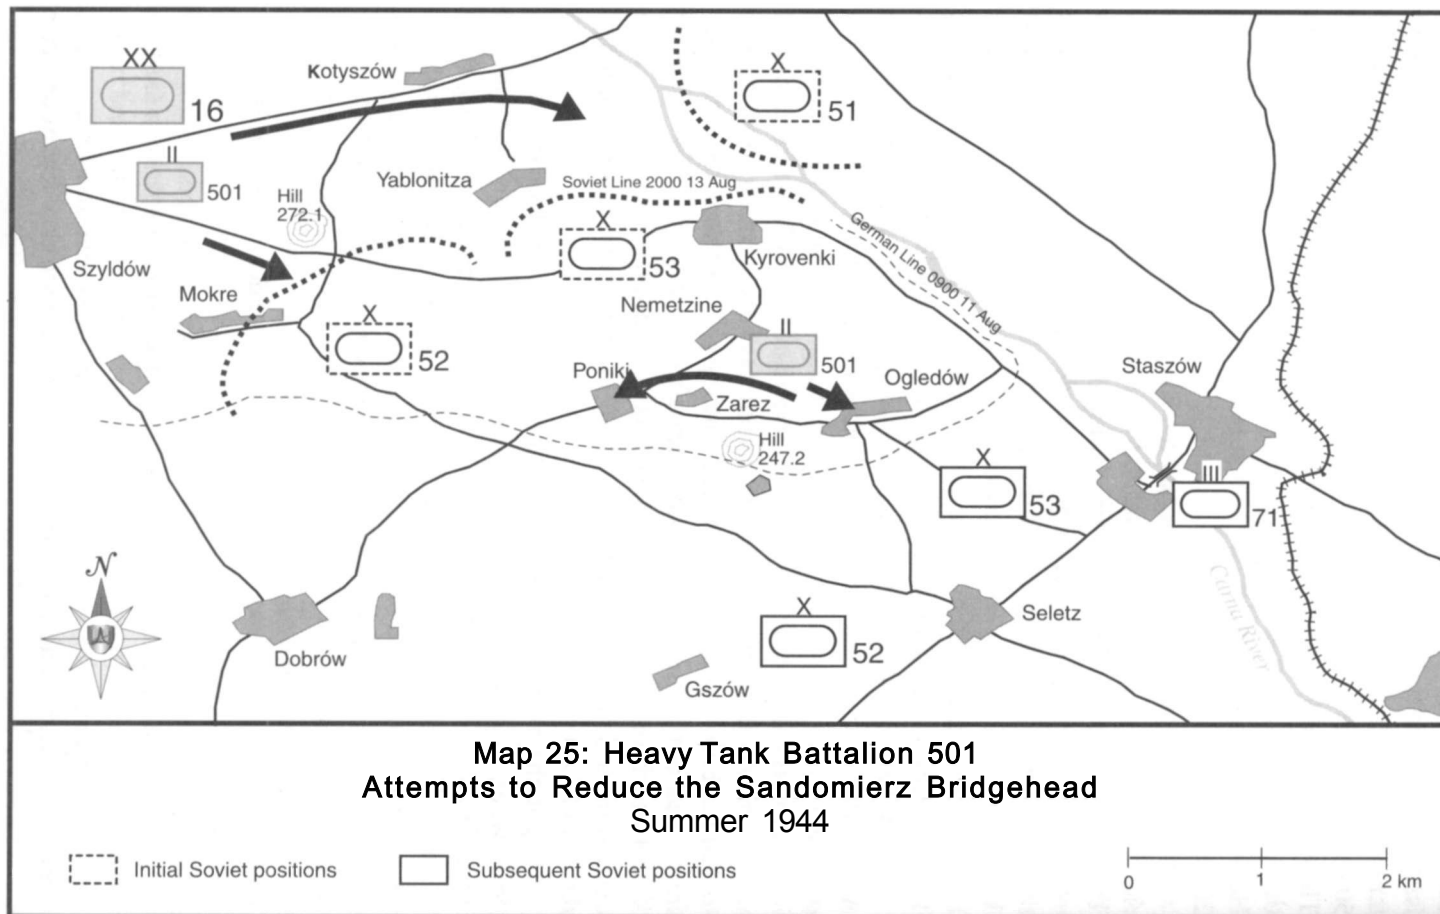 XX
16
Kotyszów
X
51
II
501
Hill
272.1
Yablonitza
Soviet Line 2000 13 Aug
X
53
Kyrovenki
German Line 0900 11 Aug
Szyldów
Mokre
X
52
Nemetzine
II
501
Poniki
Zarez
Ogledów
Staszów
Hill
247.2
X
53
III
71
N
Dobrów
X
52
Gszów
Seletz
Carna River
Map 25: Heavy Tank Battalion 501
Attempts to Reduce the Sandomierz Bridgehead
Summer 1944
Initial Soviet positions
Subsequent Soviet positions
0 1 2 km